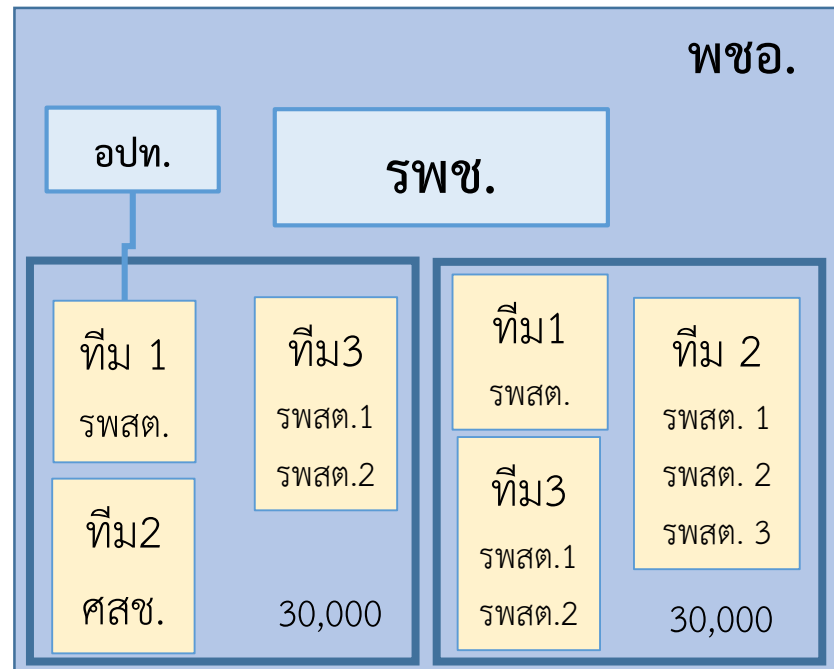 พชอ.
อปท.
รพช.
ทีม 1
รพสต.
ทีม2
ศสช.
ทีม3
รพสต.1
รพสต.2
30,000
ทีม1
รพสต.
ทีม3
รพสต.1
รพสต.2
ทีม 2
รพสต. 1
รพสต. 2
รพสต. 3
30,000